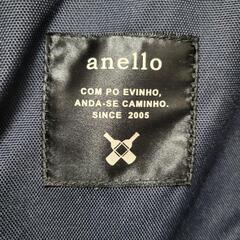 anello
COM PO EVINHO,
ANDA-SE CAMINHO.
SINCE 2005